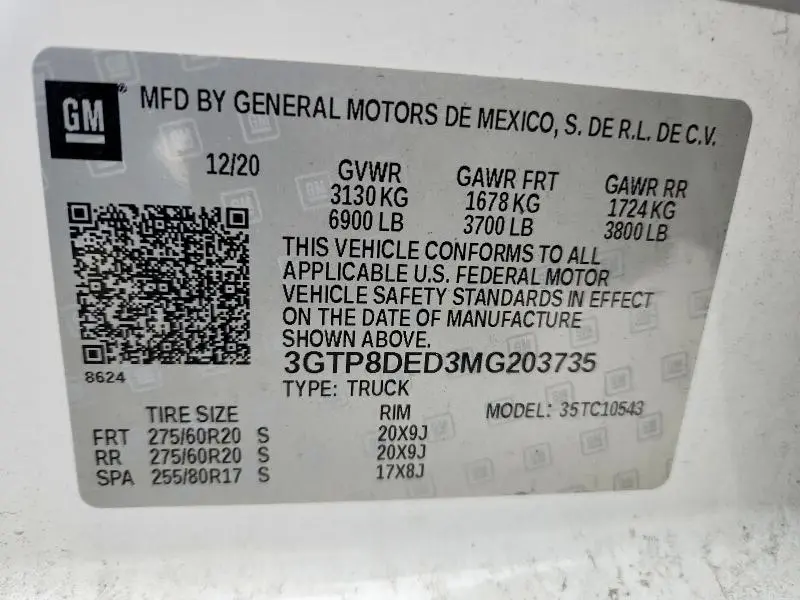 GM
MFD BY GENERAL MOTORS DE MEXICO, S. DE R.L. DE C.V.
12/20 GVWR GAWR FRT GAWR RR
3130 KG 1678 KG 1724 KG
6900 LB 3700 LB 3800 LB
THIS VEHICLE CONFORMS TO ALL
APPLICABLE U.S. FEDERAL MOTOR
VEHICLE SAFETY STANDARDS IN EFFECT
ON THE DATE OF MANUFACTURE
SHOWN ABOVE.
3GTP8DED3MG203735
8624
TYPE: TRUCK
TIRE SIZE RIM MODEL: 35TC10543
FRT 275/60R20 S 20X9J
RR 275/60R20 S 20X9J
SPA 255/80R17 S 17X8J